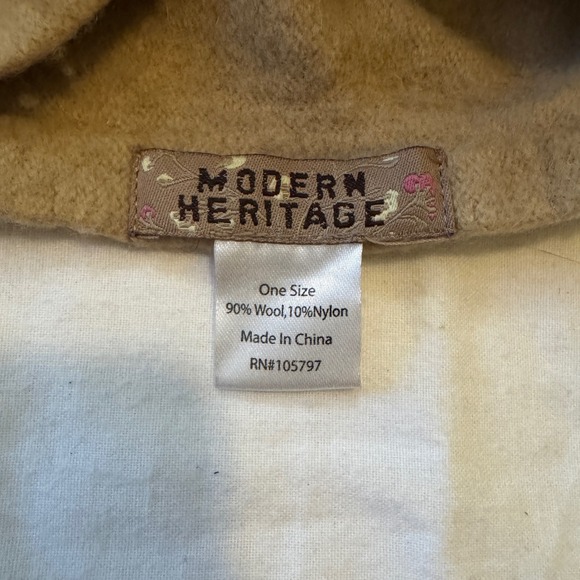 MODERN
HERITAGE
One Size
90% Wool,10%Nylon
Made In China
RN#105797